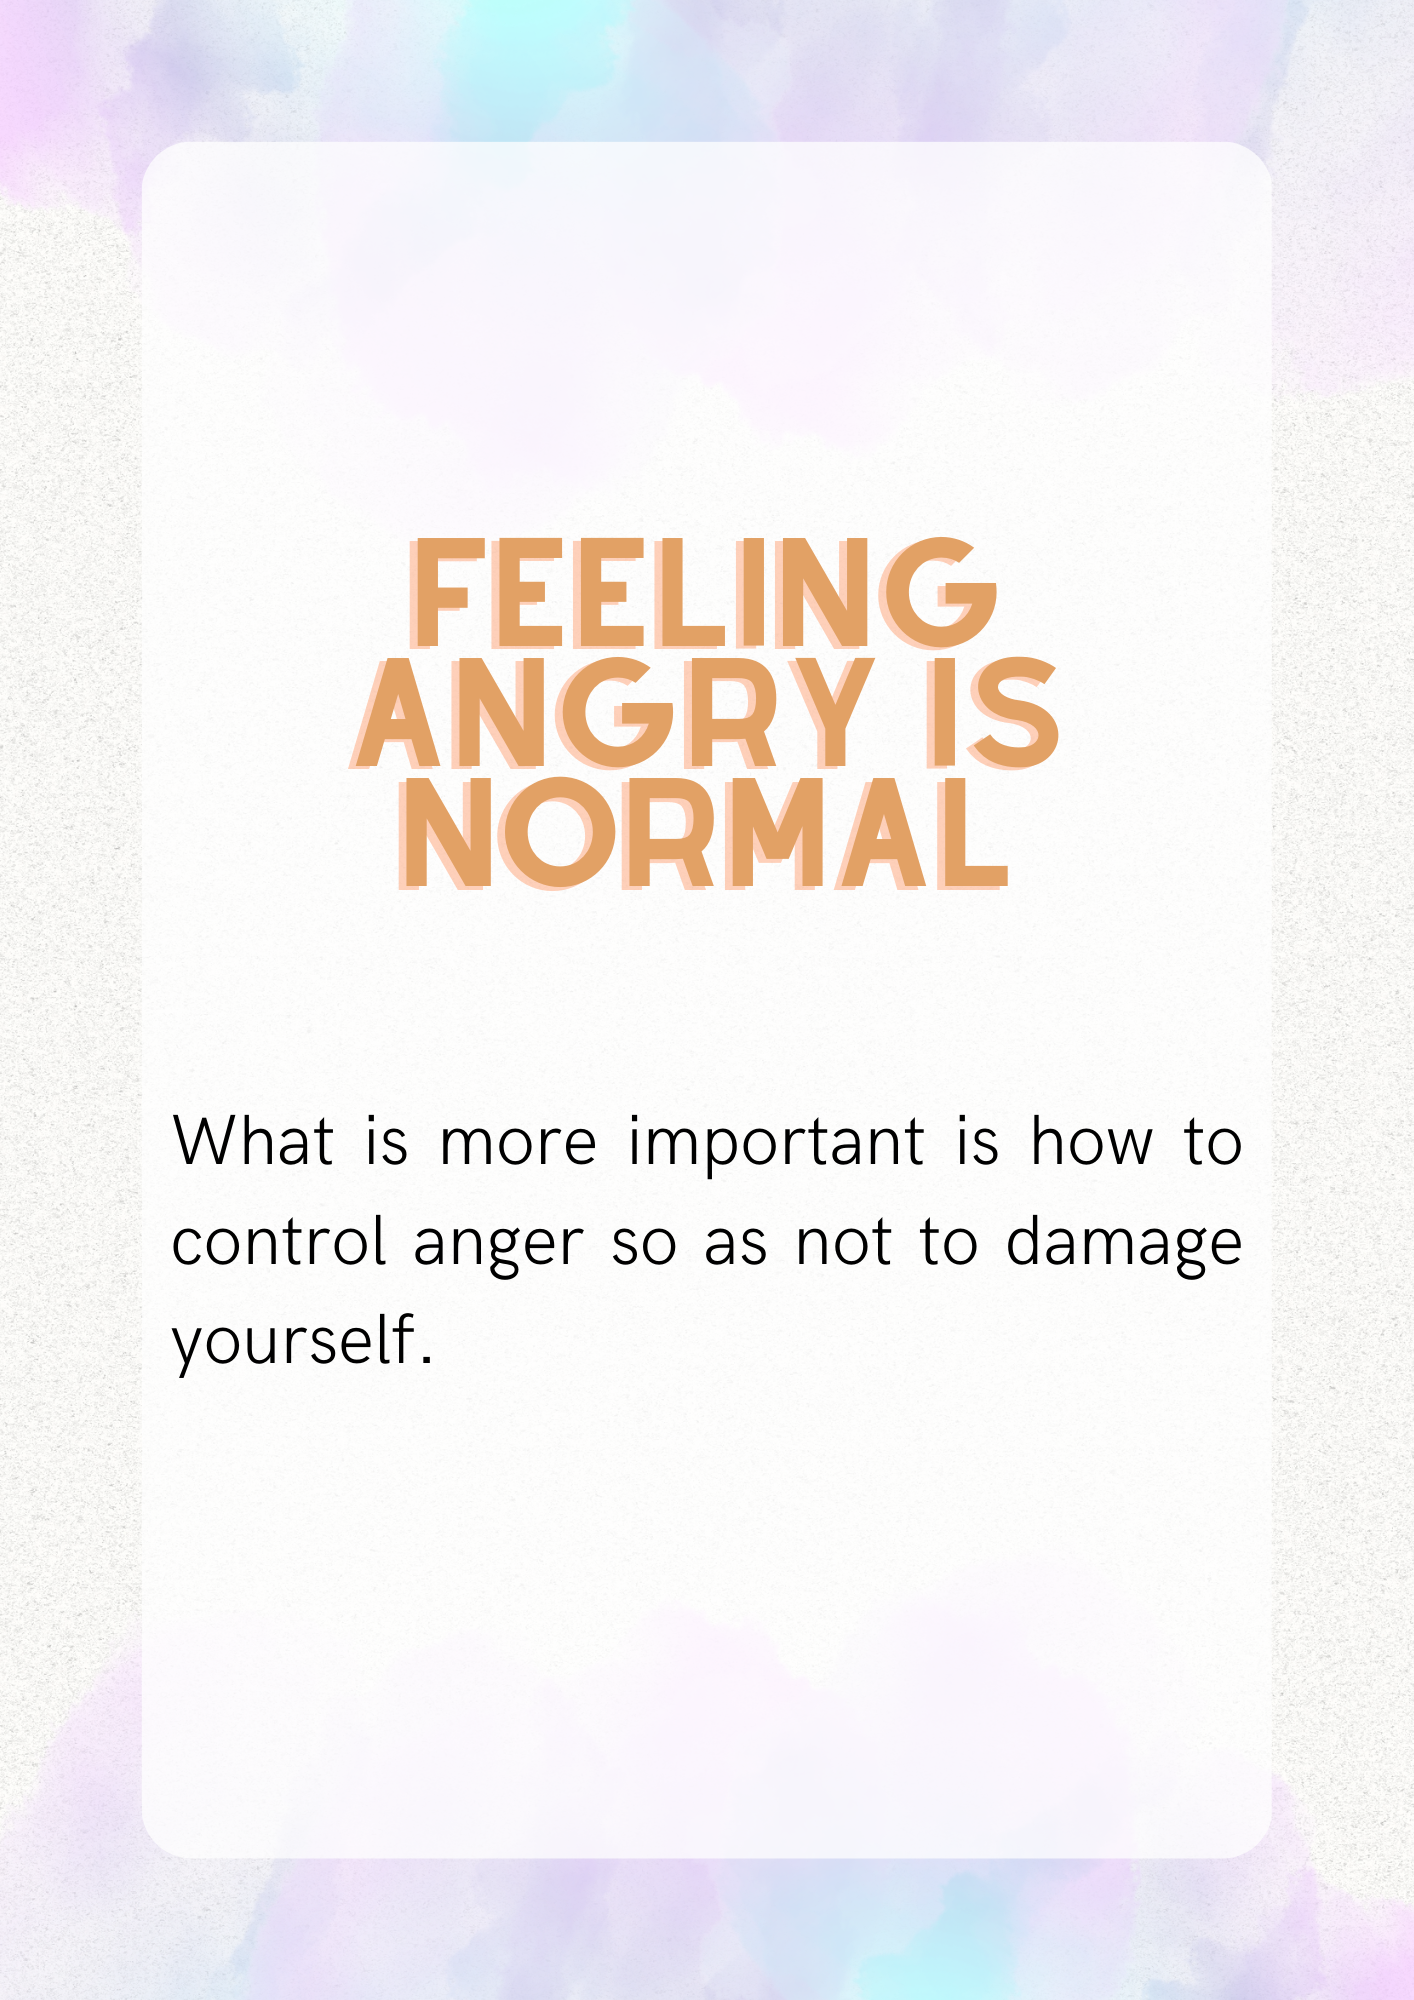 FEELING
ANGRY IS
NORMAL
What is more important is how to
control anger so as not to damage
yourself.